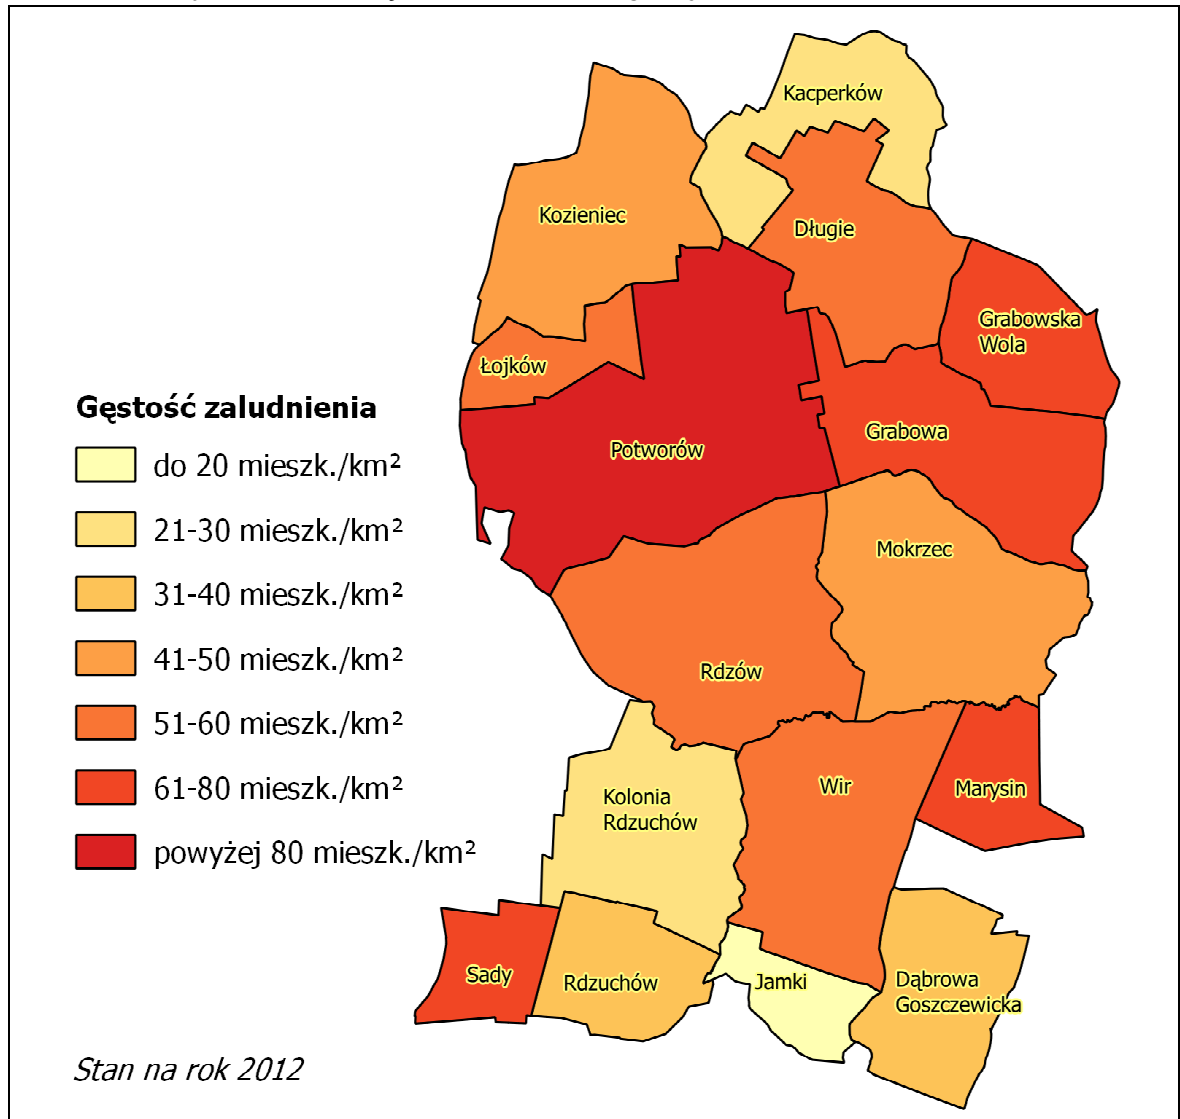 Kacperków
Kozieniec
Długie
Grabowska
Wola
Łojków
Gęstość zaludnienia
Grabowa
Potworów
do 20 mieszk./km²
21-30 mieszk./km²
Mokrzec
31-40 mieszk./km²
41-50 mieszk./km²
Rdzów
51-60 mieszk./km²
61-80 mieszk./km²
Wir
Marysin
Kolonia
Rdzuchów
powyżej 80 mieszk./km²
Sady
Rdzuchów
Jamki
Dąbrowa
Goszczewicka
Stan na rok 2012